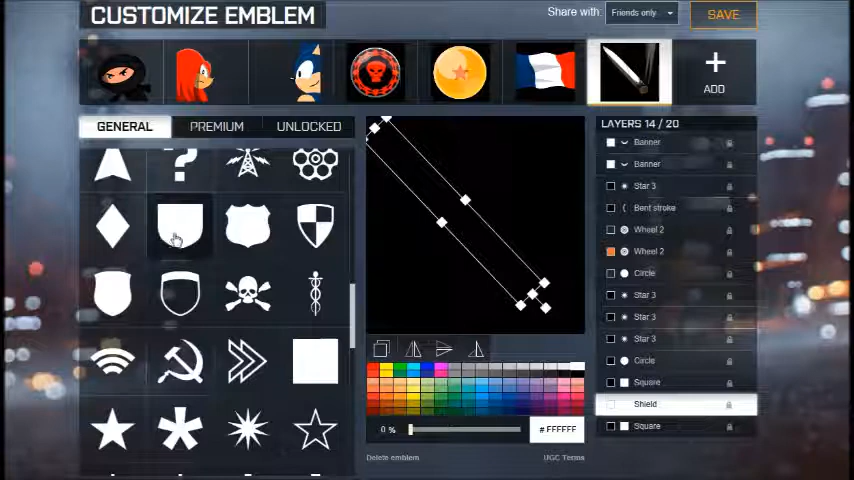 CUSTOMIZE EMBLEM
Share with:
Friends only
SAVE
ADD
GENERAL
PREMIUM
UNLOCKED
LAYERS 14 / 20
Banner
Banner
Star 3
Bent stroke
Wheel 2
Wheel 2
Circle
Star 3
Star 3
Star 3
Circle
Square
Shield
Square
0 %
# FFFFFF
Delete emblem
UGC Terms